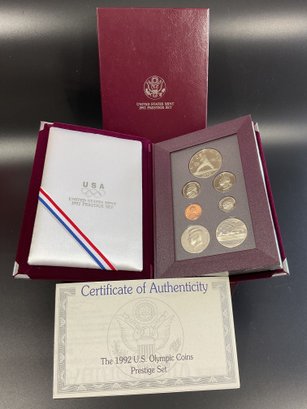 UNITED STATES MINT
1992 PRESTIGE SET
USA
UNITED STATES MINT
1992 PRESTIGE SET
Certificate of Authenticity
The 1992 U.S. Olympic Coins
Prestige Set